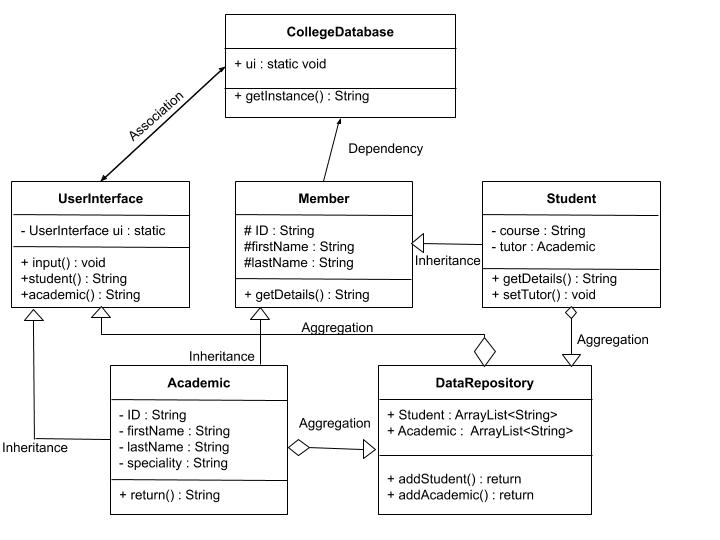 CollegeDatabase
+ ui : static void
+ getInstance() : String
Association
Dependency
UserInterface
- UserInterface ui : static
+ input() : void
+student() : String
+academic() : String
Member
# ID : String
#firstName : String
#lastName : String
+ getDetails() : String
Inheritance
Student
- course : String
- tutor : Academic
+ getDetails() : String
+ setTutor() : void
Aggregation
Aggregation
Inheritance
Inheritance
Academic
- ID : String
- firstName : String
- lastName : String
- speciality : String
+ return() : String
Aggregation
DataRepository
+ Student : ArrayList<String>
+ Academic : ArrayList<String>
+ addStudent() : return
+ addAcademic() : return